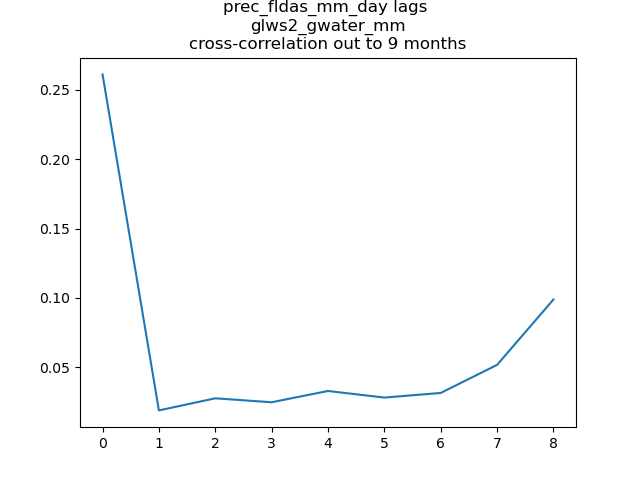 prec_fldas_mm_day lags
glws2_gwater_mm
cross-correlation out to 9 months
0.25
0.20
0.15
0.10
0.05
0 1 2 3 4 5 6 7 8